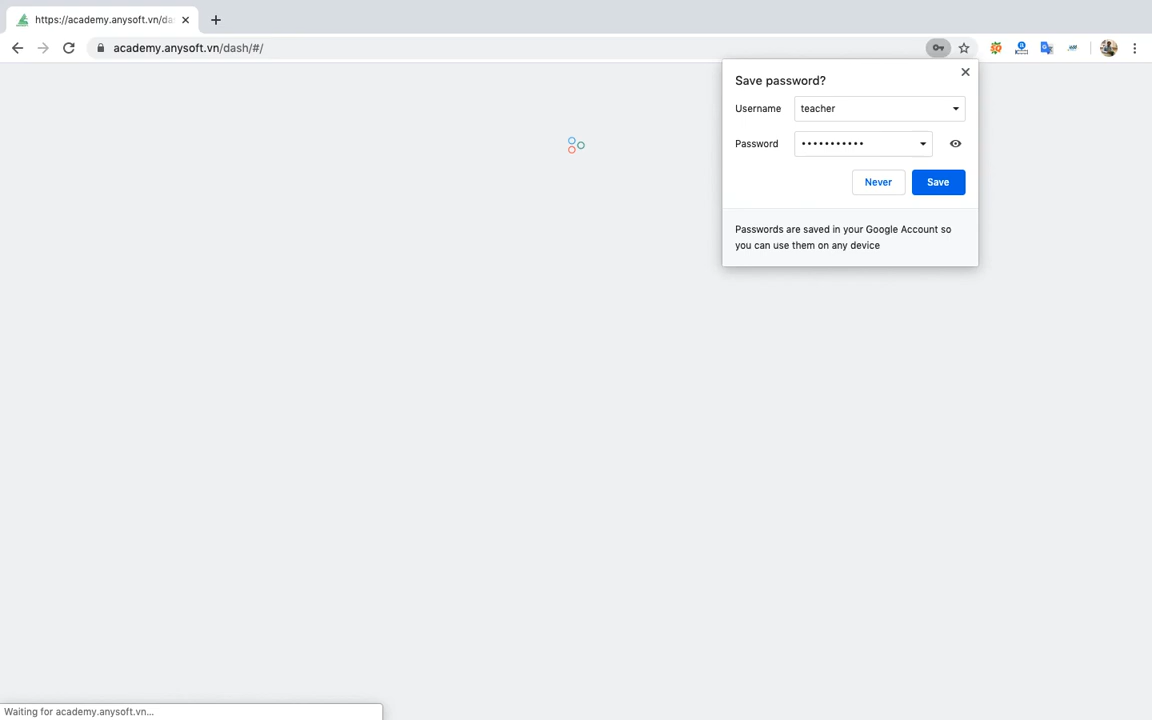 https://academy.anysoft.vn/da
academy.anysoft.vn/dash/#/
Save password?
Username
teacher
Password
•••••••••••
Never
Save
Passwords are saved in your Google Account so
you can use them on any device
Waiting for academy.anysoft.vn...